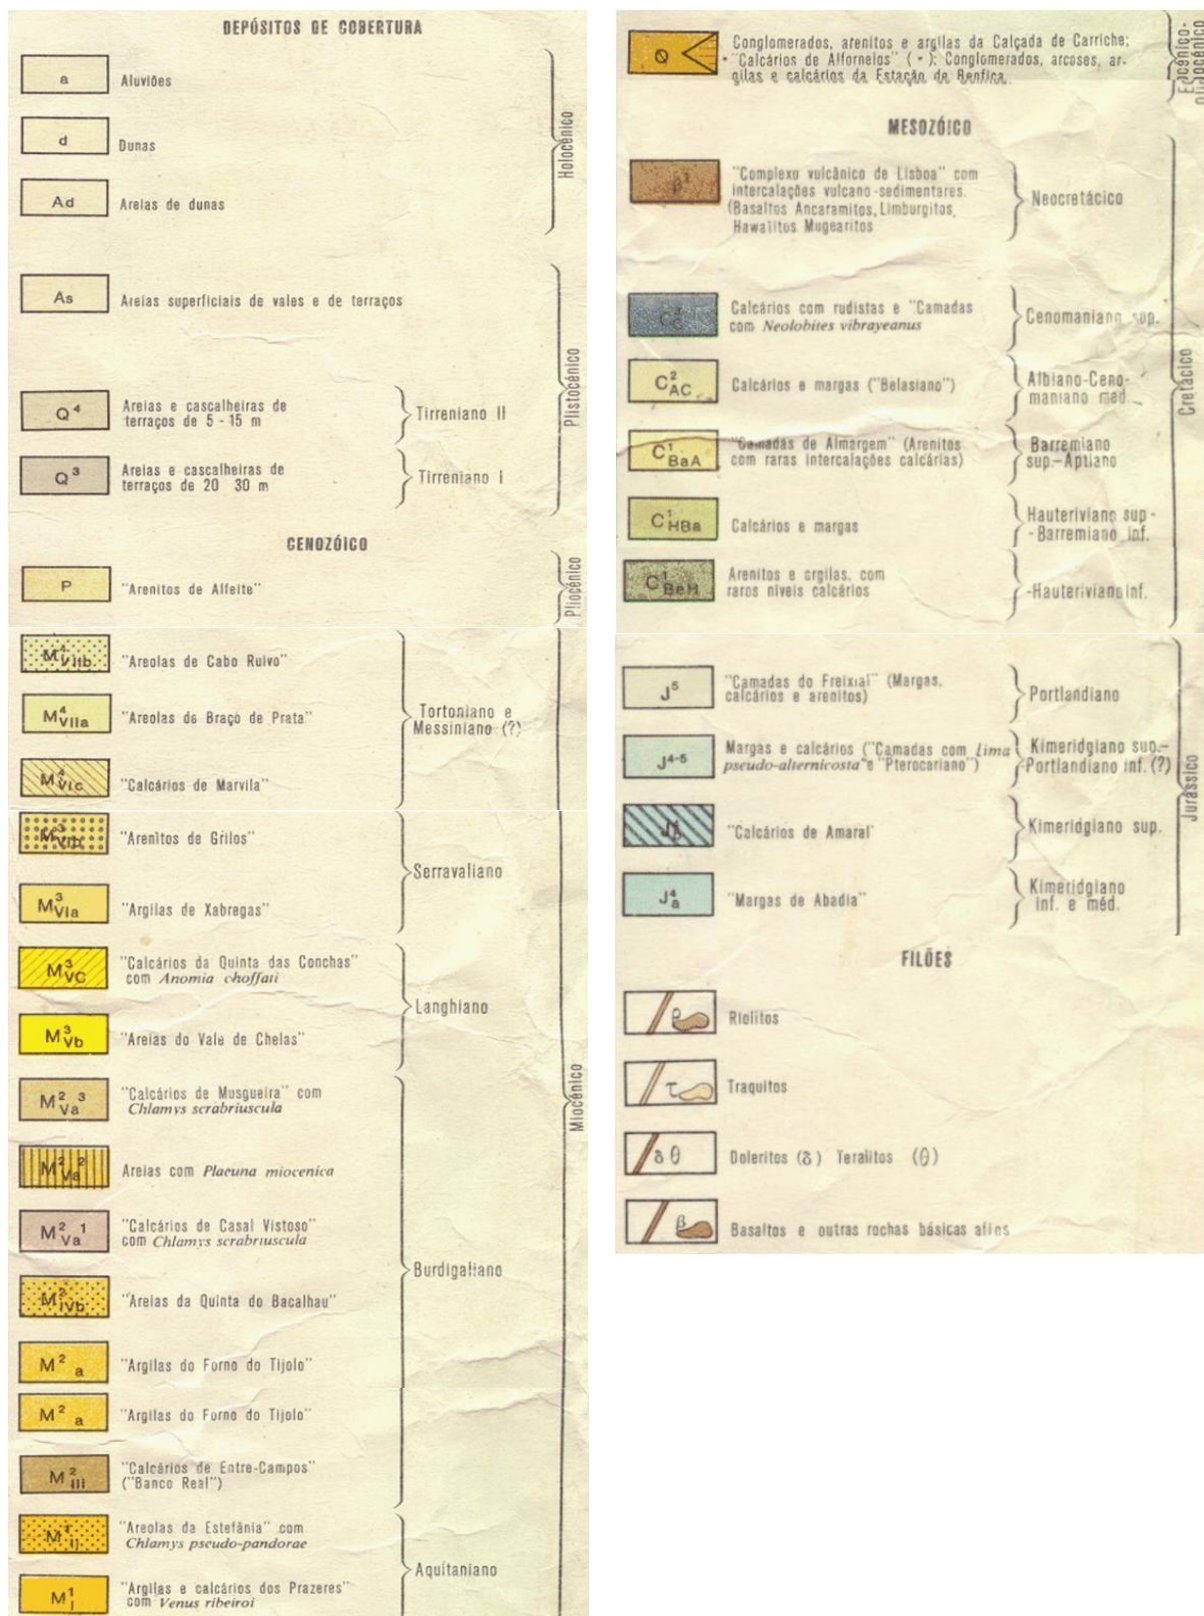 DEPÓSITOS DE COBERTURA
a
Aluviões
d
Dunas
Ad
Areias de dunas
Holocénico
As
Areias superficiais de vales e de terraços
Q⁴
Areias e cascalheiras de
terraços de 5 - 15 m
Tirreniano II
Q³
Areias e cascalheiras de
terraços de 20 30 m
Tirreniano I
Plistocénico
CENOZÓICO
P
"Arenitos de Alfeite"
Pliocénico
M⁴VIIb
"Areolas de Cabo Ruivo"
M⁴VIIa
"Areolas de Braço de Prata"
Tortoniano e
Messiniano (?)
M⁴VIc
"Calcários de Marvila"
M³VIb
"Arenitos de Grilos"
Serravaliano
M³VIa
"Argilas de Xabregas"
M³VC
"Calcários da Quinta das Conchas"
com Anomia choffati
Langhiano
M³Vb
"Areias do Vale de Chelas"
M²Va³
"Calcários de Musgueira" com
Chlamys scrabriuscula
M²Va²
Areias com Placuna miocenica
M²Va¹
"Calcários de Casal Vistoso"
com Chlamys scrabriuscula
Burdigaliano
M²IVb
"Areias da Quinta do Bacalhau"
M²a
"Argilas do Forno do Tijolo"
M²a
"Argilas do Forno do Tijolo"
M²III
"Calcários de Entre-Campos"
("Banco Real")
M¹II
"Areolas da Estefânia" com
Chlamys pseudo-pandorae
Aquitaniano
M¹I
"Argilas e calcários dos Prazeres"
com Venus ribeiroi
Miocénico
Ø
Conglomerados, arenitos e argilas da Calçada de Carriche;
"Calcários de Alfornelos" (•); Conglomerados, arcoses, ar-
gilas e calcários da Estação de Benfica.
MESOZÓICO
β¹
"Complexo vulcânico de Lisboa" com
intercalações vulcano-sedimentares.
(Basaltos Ancaramitos, Limburgitos,
Hawaiitos Mugearitos
Neocretácico
C³C
Calcários com rudistas e "Camadas
com Neolobites vibrayeanus
Cenomaniano sup.
C²AC
Calcários e margas ("Belasiano")
Albiano-Ceno-
maniano méd.
C¹BaA
"Camadas de Almargem" (Arenitos
com raras intercalações calcárias)
Barremiano
sup.-Aptiano
C¹HBa
Calcários e margas
Hauteriviano sup -
-Barremiano inf.
C¹BeH
Arenitos e argilas, com
raros níveis calcários
-Hauteriviano inf.
Cretácico
J⁵
"Camadas do Freixial" (Margas,
calcários e arenitos)
Portlandiano
J⁴⁻⁵
Margas e calcários ("Camadas com Lima
pseudo-alternicosta" e "Pterocariano")
Kimeridgiano sup.-
Portlandiano inf. (?)
"Calcários de Amaral"
Kimeridgiano sup.
J⁴a
"Margas de Abadia"
Kimeridgiano
inf. e méd.
Jurássico
FILÕES
ρ
Riolitos
τ
Traquitos
δ θ
Doleritos (δ) Teralitos (θ)
β
Basaltos e outras rochas básicas afins